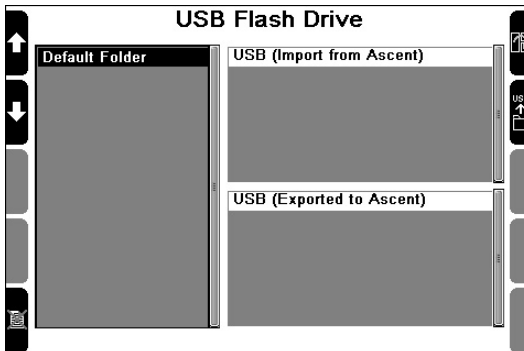 USB Flash Drive
Default Folder
USB (Import from Ascent)
USB (Exported to Ascent)